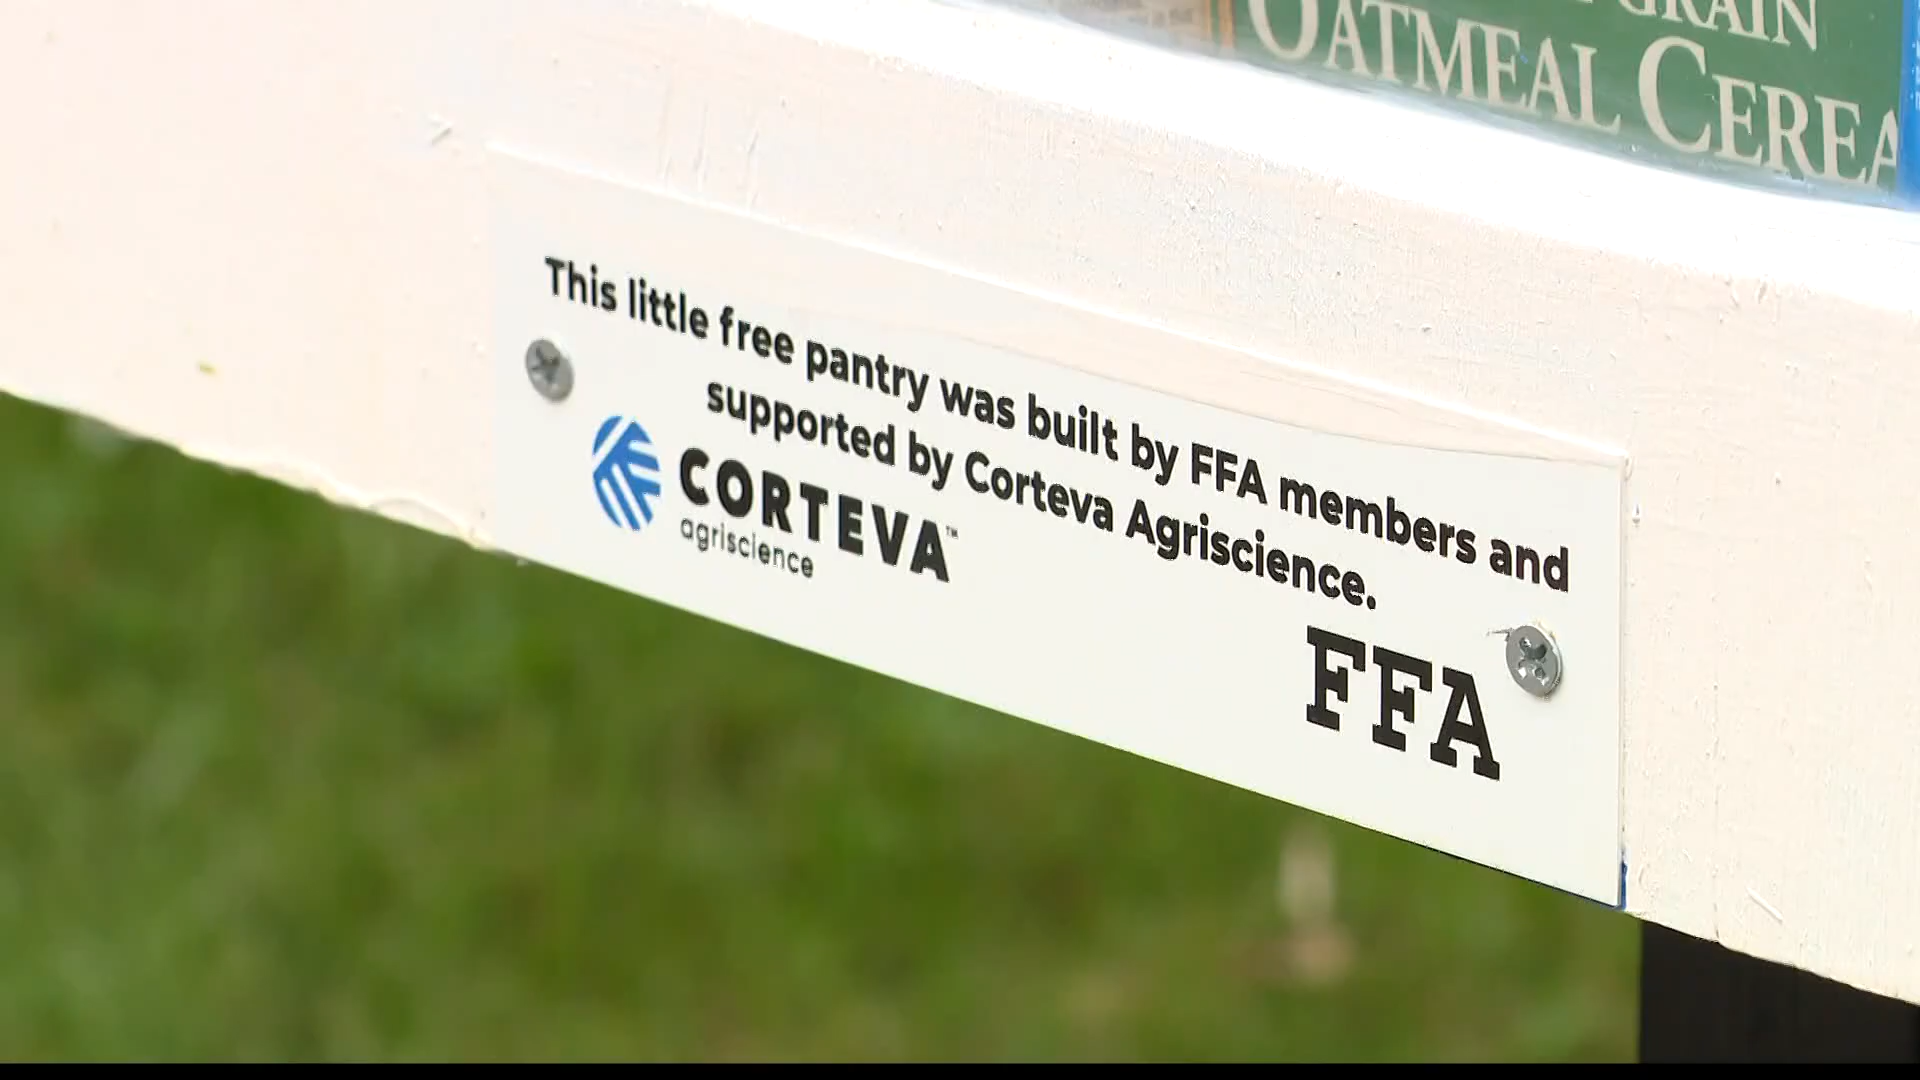 GRAIN
OATMEAL CEREA
This little free pantry was built by FFA members and
supported by Corteva Agriscience.
CORTEVA™
agriscience
FFA